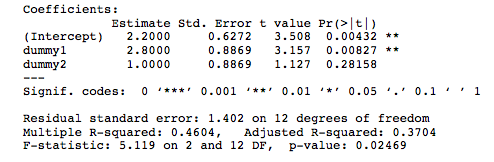 Coefficients:
            Estimate Std. Error t value Pr(>|t|)
(Intercept)   2.2000     0.6272   3.508  0.00432 **
dummy1        2.8000     0.8869   3.157  0.00827 **
dummy2        1.0000     0.8869   1.127  0.28158
---
Signif. codes:  0 ‘***’ 0.001 ‘**’ 0.01 ‘*’ 0.05 ‘.’ 0.1 ‘ ’ 1
Residual standard error: 1.402 on 12 degrees of freedom
Multiple R-squared: 0.4604,	Adjusted R-squared: 0.3704
F-statistic: 5.119 on 2 and 12 DF,  p-value: 0.02469